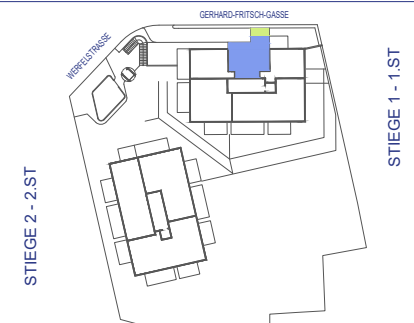 GERHARD-FRITSCH-GASSE
WERFELSTRASSE
STIEGE 1 - 1.ST
STIEGE 2 - 2.ST